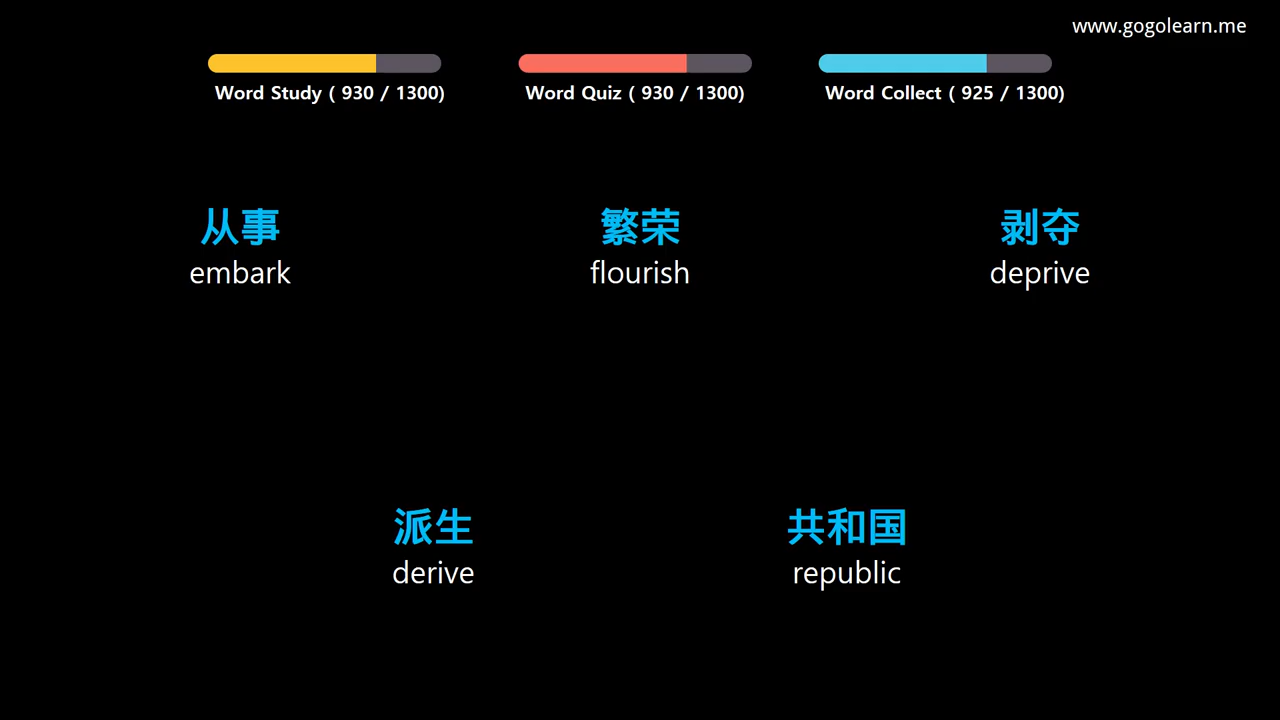 www.gogolearn.me
Word Study ( 930 / 1300)
Word Quiz ( 930 / 1300)
Word Collect ( 925 / 1300)
从事
embark
繁荣
flourish
剥夺
deprive
派生
derive
共和国
republic